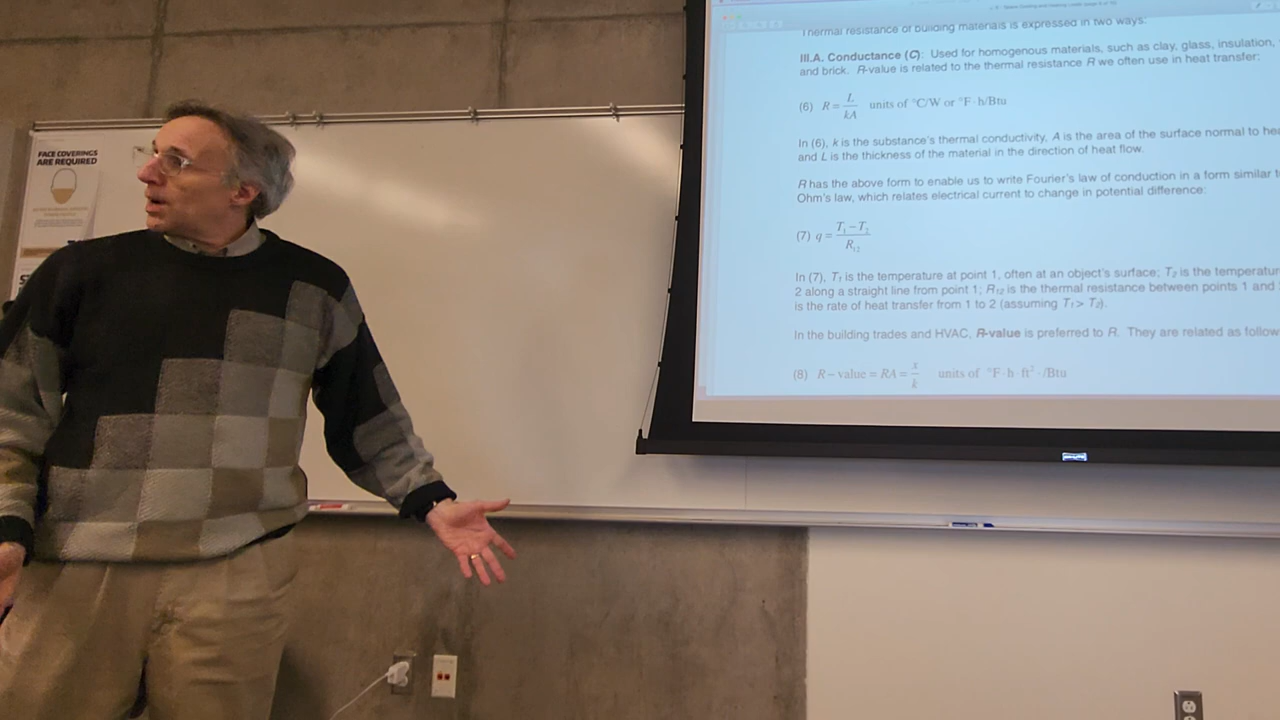 FACE COVERINGS
ARE REQUIRED
Thermal resistance of building materials is expressed in two ways:
III.A. Conductance (C): Used for homogenous materials, such as clay, glass, insulation,
and brick. R-value is related to the thermal resistance R we often use in heat transfer:
(6) R = L/kA units of °C/W or °F·h/Btu
In (6), k is the substance's thermal conductivity, A is the area of the surface normal to he
and L is the thickness of the material in the direction of heat flow.
R has the above form to enable us to write Fourier's law of conduction in a form similar t
Ohm's law, which relates electrical current to change in potential difference:
(7) q = T₁ − T₂/R₁₂
In (7), T₁ is the temperature at point 1, often at an object's surface; T₂ is the temperatur
2 along a straight line from point 1; R₁₂ is the thermal resistance between points 1 and
is the rate of heat transfer from 1 to 2 (assuming T₁ > T₂).
In the building trades and HVAC, R-value is preferred to R. They are related as follow
(8) R − value = RA = x/k units of °F·h·ft²·/Btu